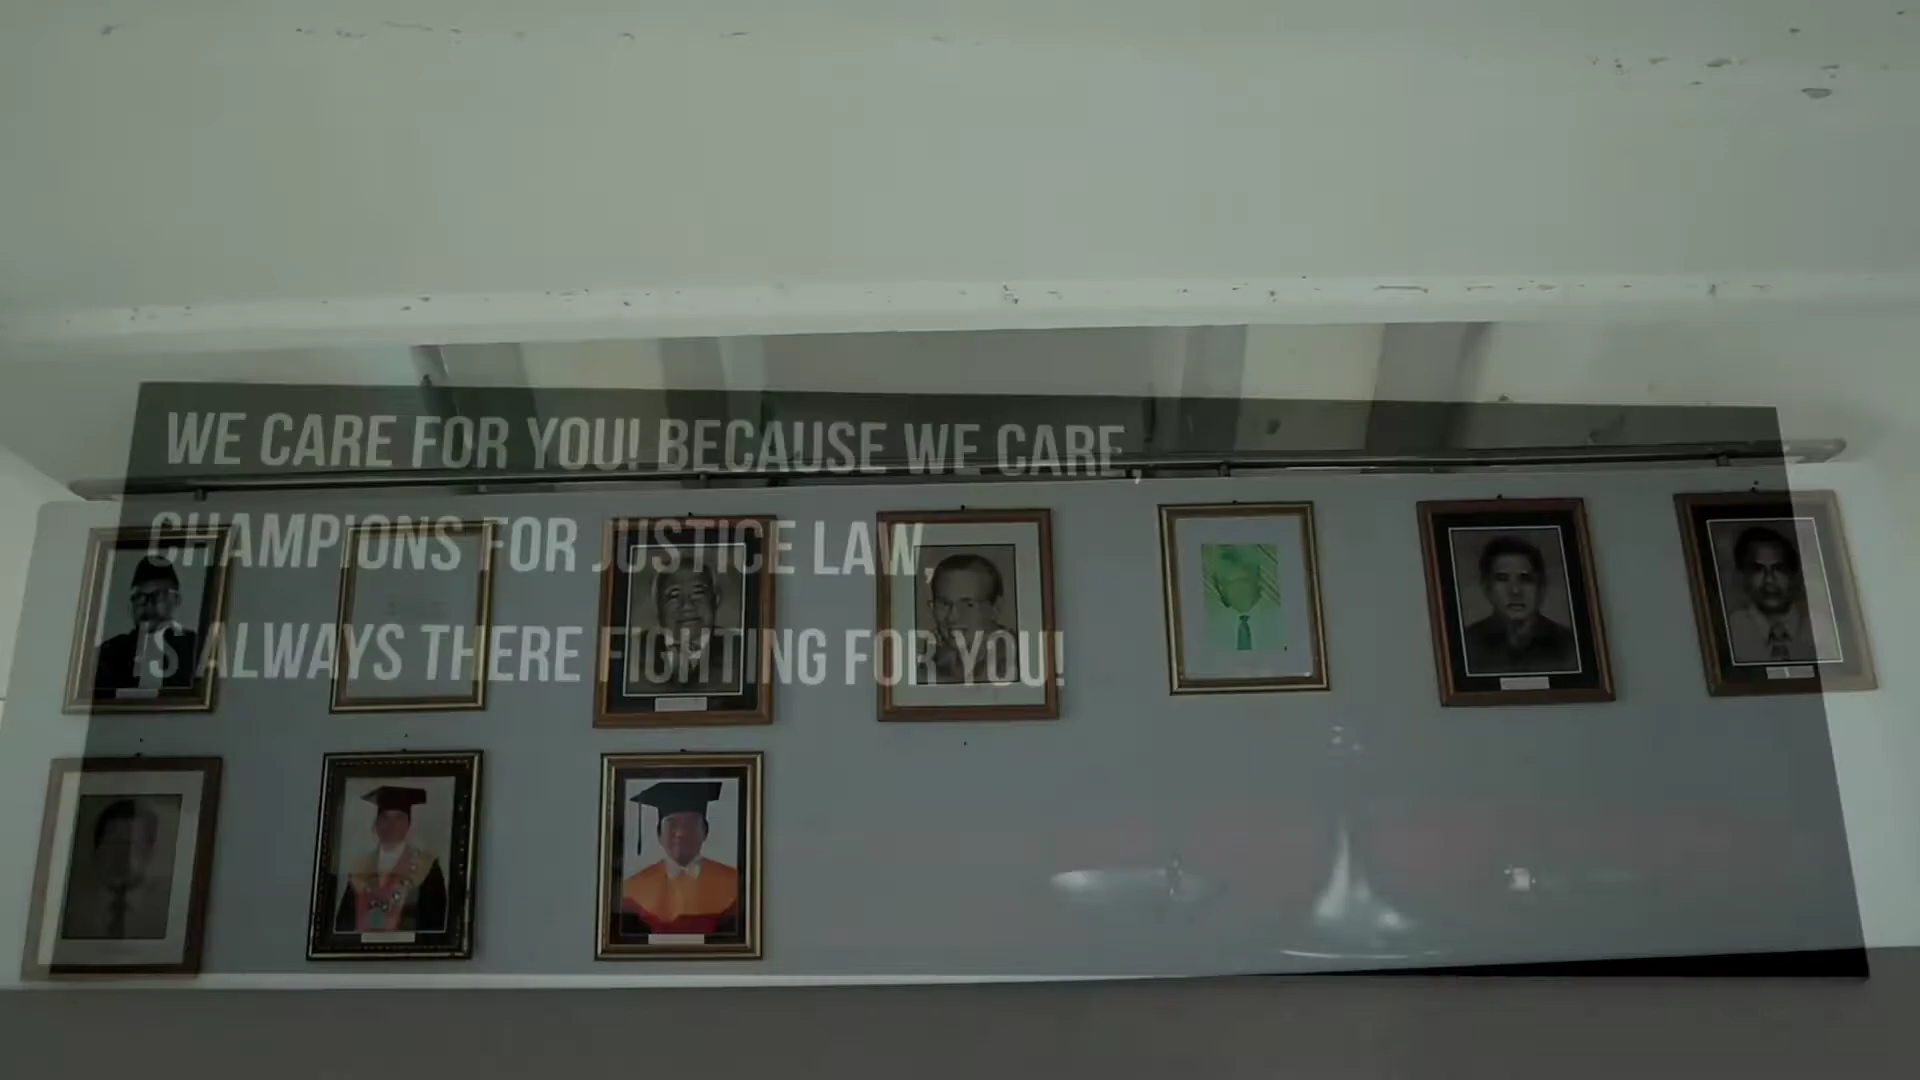 WE CARE FOR YOU! BECAUSE WE CARE,
CHAMPIONS FOR JUSTICE LAW,
IS ALWAYS THERE FIGHTING FOR YOU!